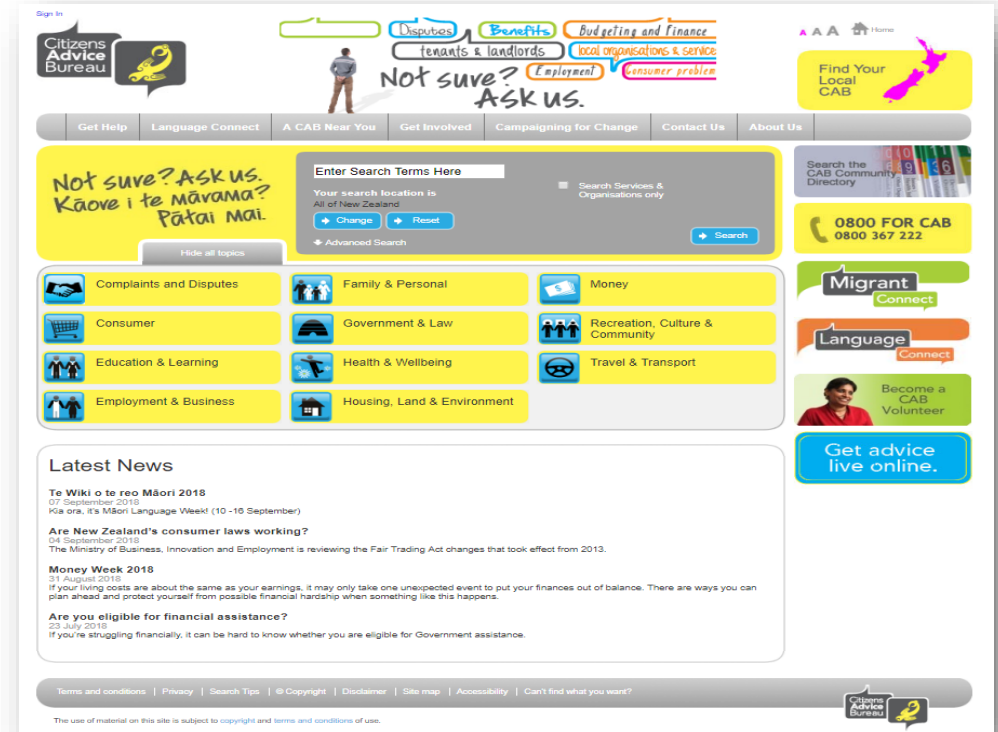 Sign In
Citizens
Advice
Bureau
Disputes
Benefits
Budgeting and Finance
tenants & landlords
local organisations & service
Employment
Consumer problem
Not sure?
Ask us.
A A A
Home
Find Your
Local
CAB
Get Help
Language Connect
A CAB Near You
Get Involved
Campaigning for Change
Contact Us
About Us
Not sure? Ask us.
Kāore i te mārama?
Pātai mai.
Hide all topics
Enter Search Terms Here
Your search location is
All of New Zealand
Change
Reset
Advanced Search
Search Services &
Organisations only
Search
Search the
CAB Community
Directory
0800 FOR CAB
0800 367 222
Migrant
Connect
Language
Connect
Become a
CAB
Volunteer
Get advice
live online.
Complaints and Disputes
Family & Personal
Money
Consumer
Government & Law
Recreation, Culture &
Community
Education & Learning
Health & Wellbeing
Travel & Transport
Employment & Business
Housing, Land & Environment
Latest News
Te Wiki o te reo Māori 2018
07 September 2018
Kia ora, it's Māori Language Week! (10 -16 September)
Are New Zealand's consumer laws working?
04 September 2018
The Ministry of Business, Innovation and Employment is reviewing the Fair Trading Act changes that took effect from 2013.
Money Week 2018
31 August 2018
If your living costs are about the same as your earnings, it may only take one unexpected event to put your finances out of balance. There are ways you can
plan ahead and protect yourself from possible financial hardship when something like this happens.
Are you eligible for financial assistance?
23 July 2018
If you're struggling financially, it can be hard to know whether you are eligible for Government assistance.
Terms and conditions | Privacy | Search Tips | © Copyright | Disclaimer | Site map | Accessibility | Can't find what you want?
Citizens
Advice
Bureau
The use of material on this site is subject to copyright and terms and conditions of use.